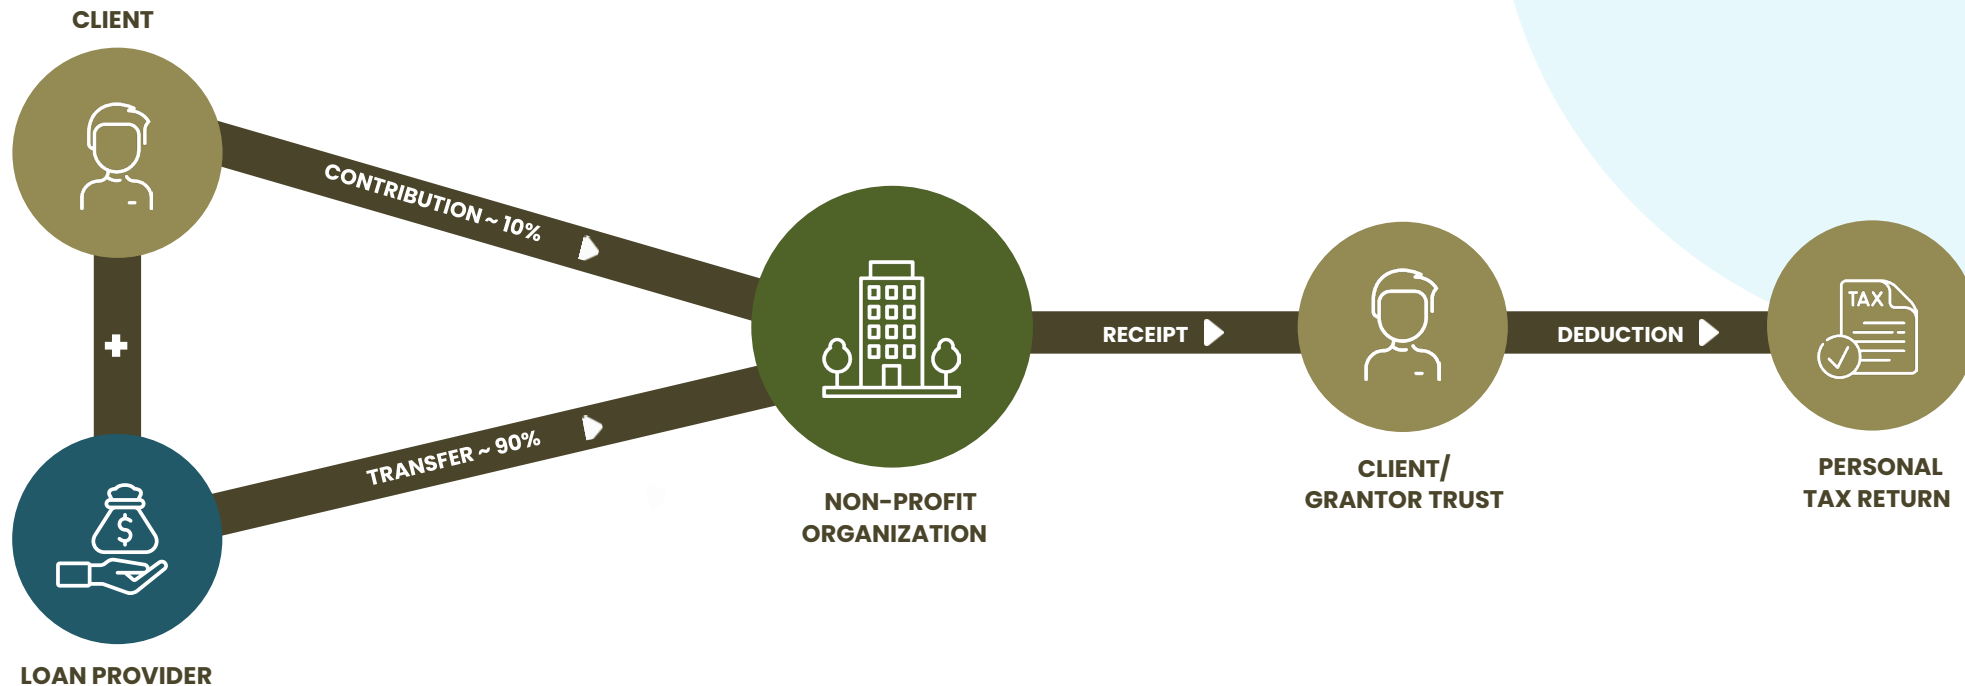 CLIENT
CONTRIBUTION ~ 10%
TRANSFER ~ 90%
LOAN PROVIDER
$
NON-PROFIT
ORGANIZATION
RECEIPT
CLIENT/
GRANTOR TRUST
DEDUCTION
TAX
PERSONAL
TAX RETURN